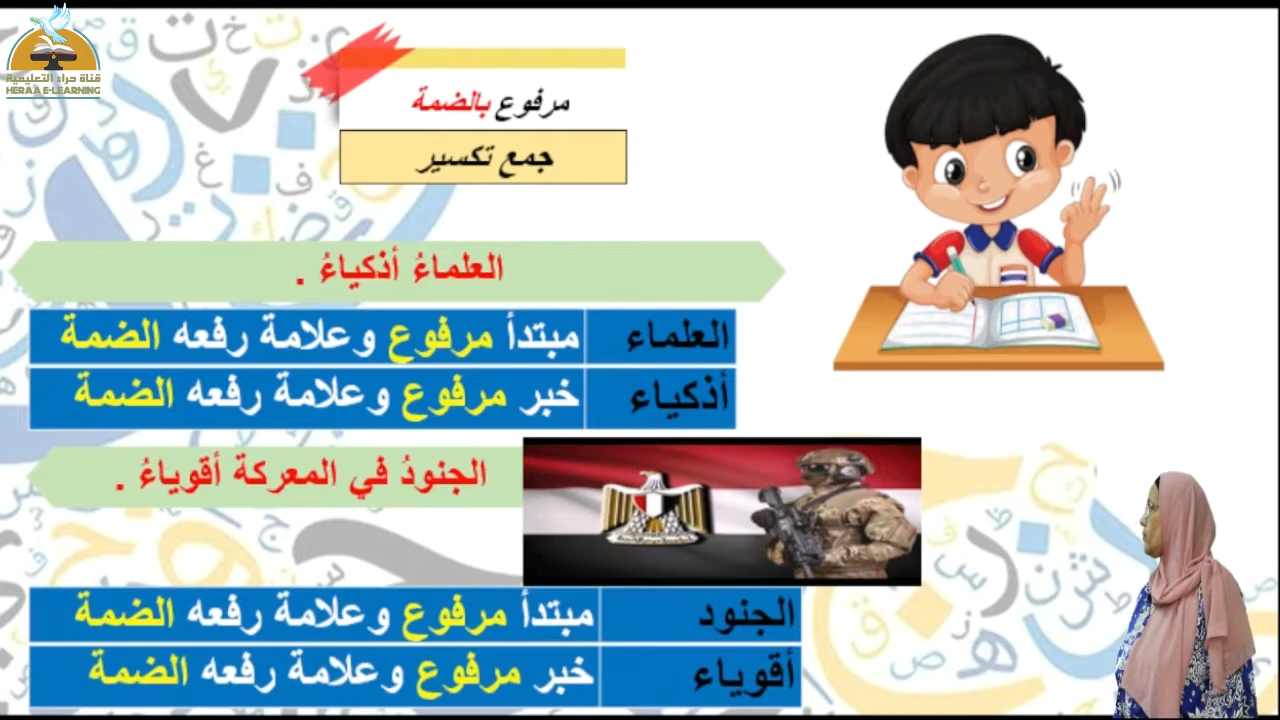 قناة حراء التعليمية
HERAA E-LEARNING
مرفوع بالضمة
جمع تكسير
العلماءُ أذكياءُ .
العلماء مبتدأ مرفوع وعلامة رفعه الضمة
أذكياء خبر مرفوع وعلامة رفعه الضمة
الجنودُ في المعركة أقوياءُ .
الجنود مبتدأ مرفوع وعلامة رفعه الضمة
أقوياء خبر مرفوع وعلامة رفعه الضمة